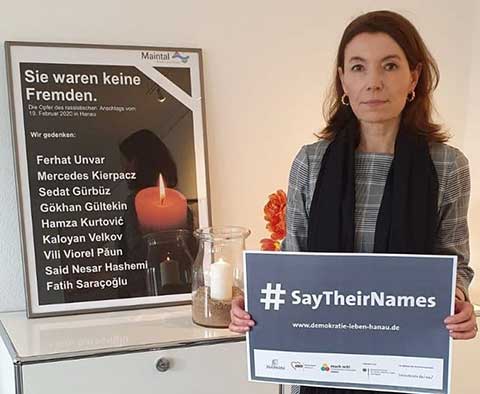 Maintal
Sie waren keine
Fremden.
Die Opfer des rassistischen Anschlags vom
19. Februar 2020 in Hanau
Wir gedenken:
Ferhat Unvar
Mercedes Kierpacz
Sedat Gürbüz
Gökhan Gültekin
Hamza Kurtović
Kaloyan Velkov
Vili Viorel Păun
Said Nesar Hashemi
Fatih Saraçoğlu
#SayTheirNames
www.demokratie-leben-hanau.de